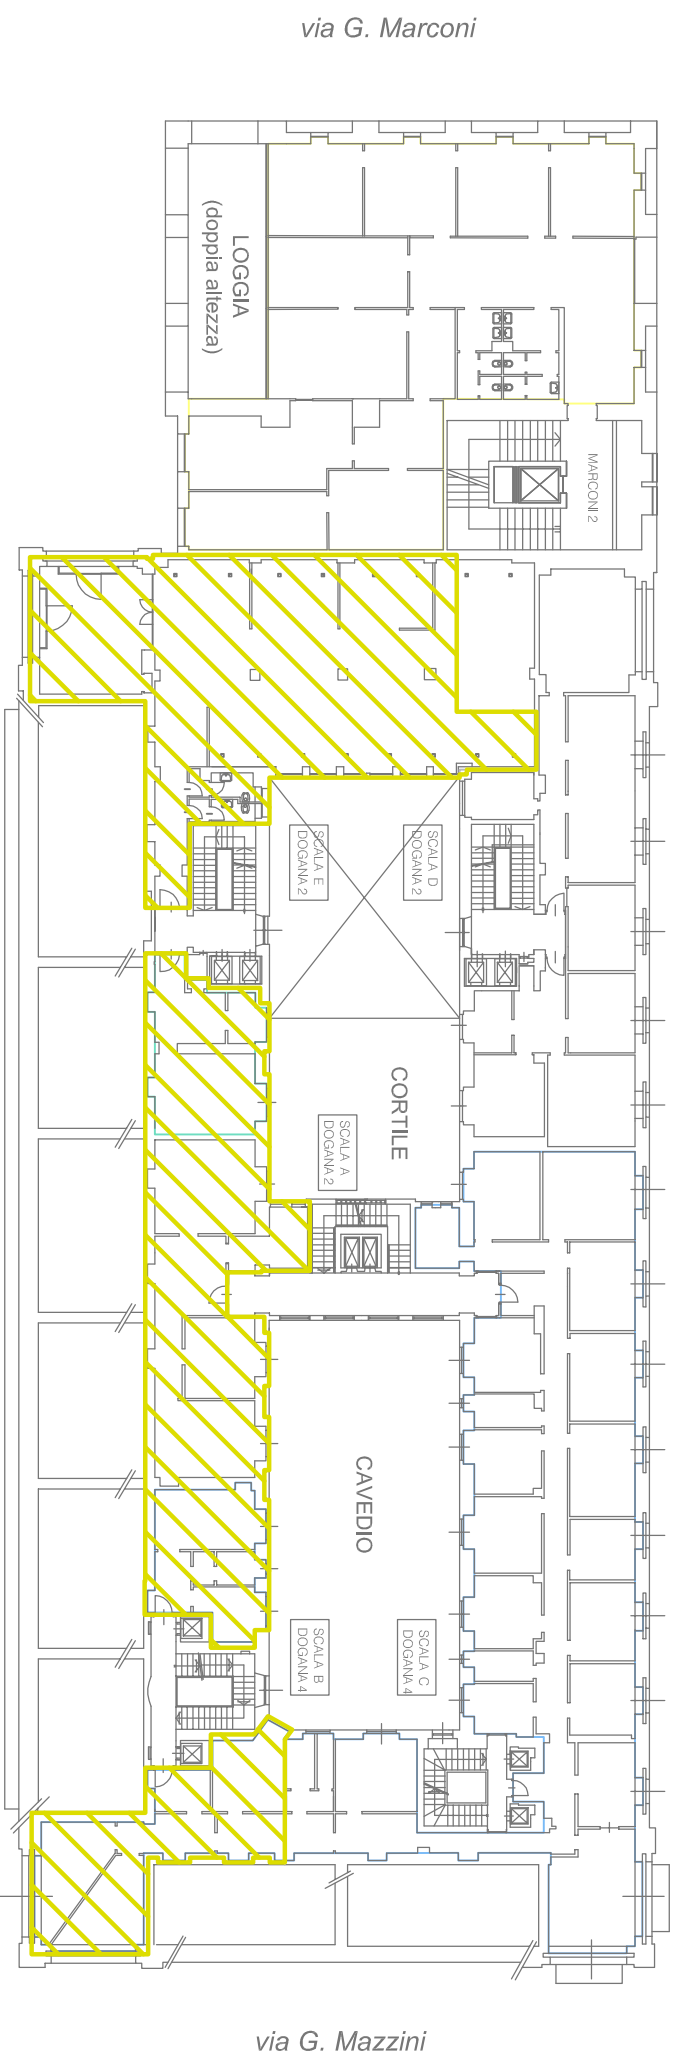 via G. Marconi
LOGGIA
(doppia altezza)
MARCONI 2
SCALA E
DOGANA 2
SCALA D
DOGANA 2
CORTILE
SCALA A
DOGANA 2
CAVEDIO
SCALA B
DOGANA 4
SCALA C
DOGANA 4
via G. Mazzini